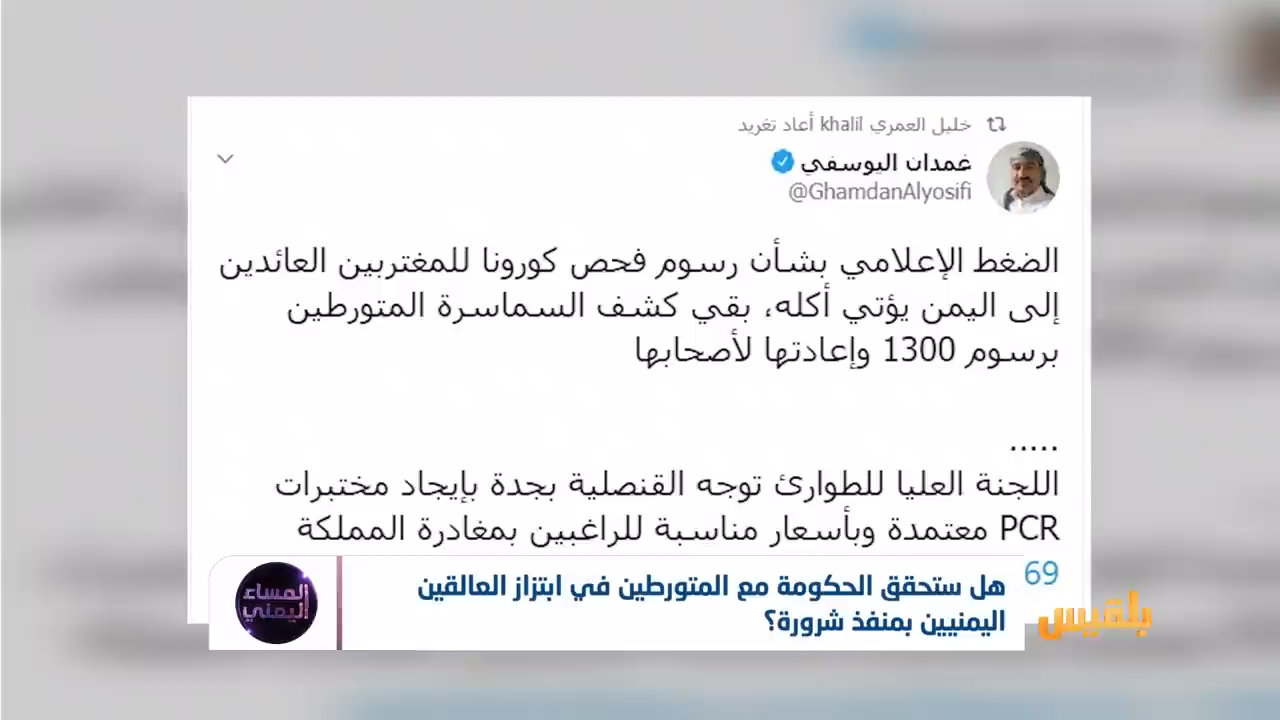 خليل العمري khalil أعاد تغريد
غمدان اليوسفي
@GhamdanAlyosifi
الضغط الإعلامي بشأن رسوم فحص كورونا للمغتربين العائدين
إلى اليمن يؤتي أكله، بقي كشف السماسرة المتورطين
برسوم 1300 وإعادتها لأصحابها
.....
اللجنة العليا للطوارئ توجه القنصلية بجدة بإيجاد مختبرات
PCR معتمدة وبأسعار مناسبة للراغبين بمغادرة المملكة
69
هل ستحقق الحكومة مع المتورطين في ابتزاز العالقين
اليمنيين بمنفذ شرورة؟
المساء
اليمني
بلقيس